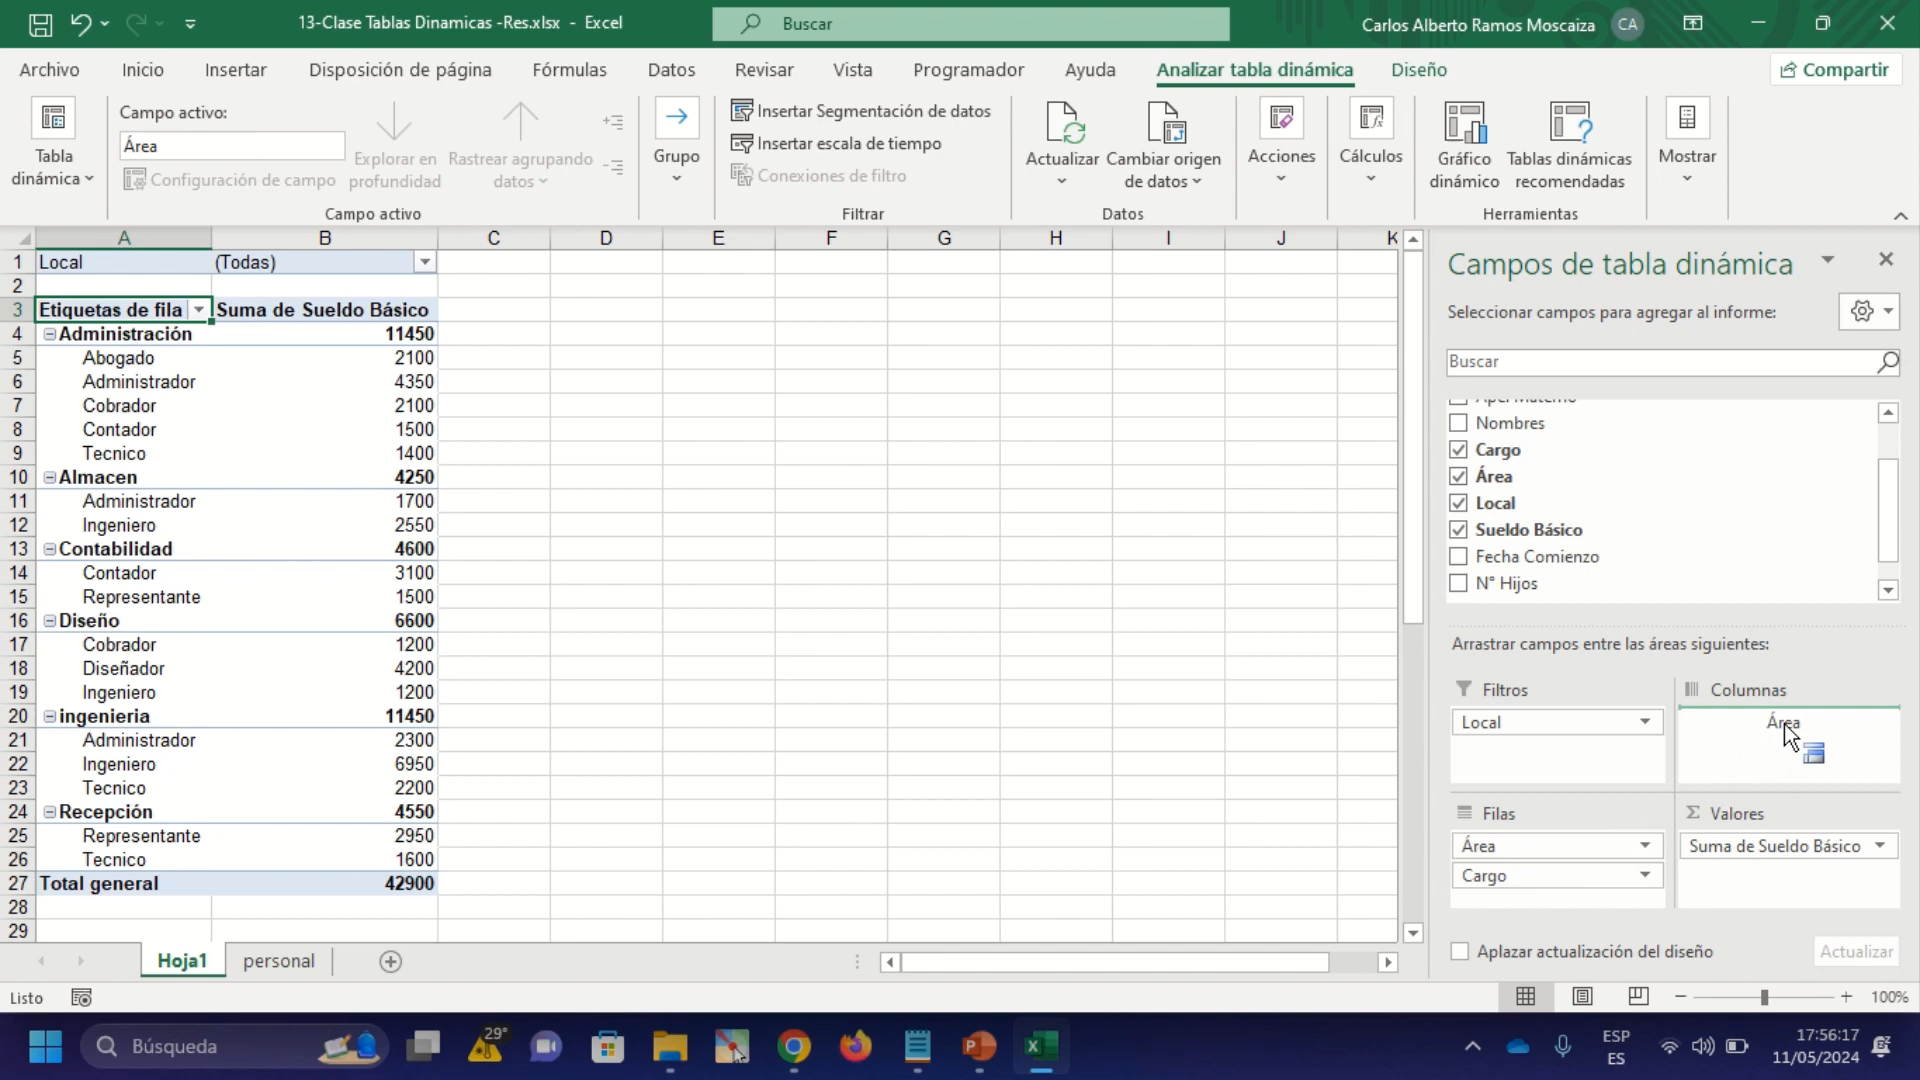 13-Clase Tablas Dinamicas -Res.xlsx - Excel
Buscar
Carlos Alberto Ramos Moscaiza
CA
Archivo Inicio Insertar Disposición de página Fórmulas Datos Revisar Vista Programador Ayuda Analizar tabla dinámica Diseño
Compartir
Tabla dinámica
Campo activo:
Área
Configuración de campo
Explorar en profundidad
Rastrear agrupando datos
Campo activo
Grupo
Insertar Segmentación de datos
Insertar escala de tiempo
Conexiones de filtro
Filtrar
Actualizar
Cambiar origen de datos
Datos
Acciones
Cálculos
Gráfico dinámico
Tablas dinámicas recomendadas
Herramientas
Mostrar
A B C D E F G H I J K
1 Local (Todas)
2
3 Etiquetas de fila Suma de Sueldo Básico
4 Administración 11450
5 Abogado 2100
6 Administrador 4350
7 Cobrador 2100
8 Contador 1500
9 Tecnico 1400
10 Almacen 4250
11 Administrador 1700
12 Ingeniero 2550
13 Contabilidad 4600
14 Contador 3100
15 Representante 1500
16 Diseño 6600
17 Cobrador 1200
18 Diseñador 4200
19 Ingeniero 1200
20 ingenieria 11450
21 Administrador 2300
22 Ingeniero 6950
23 Tecnico 2200
24 Recepción 4550
25 Representante 2950
26 Tecnico 1600
27 Total general 42900
28
29
Campos de tabla dinámica
Seleccionar campos para agregar al informe:
Buscar
Apel Materno
Nombres
Cargo
Área
Local
Sueldo Básico
Fecha Comienzo
N° Hijos
Arrastrar campos entre las áreas siguientes:
Filtros
Local
Columnas
Área
Filas
Área
Cargo
Σ Valores
Suma de Sueldo Básico
Aplazar actualización del diseño
Actualizar
Hoja1 personal
Listo
100%
Búsqueda
29°
ESP
ES
17:56:17
11/05/2024